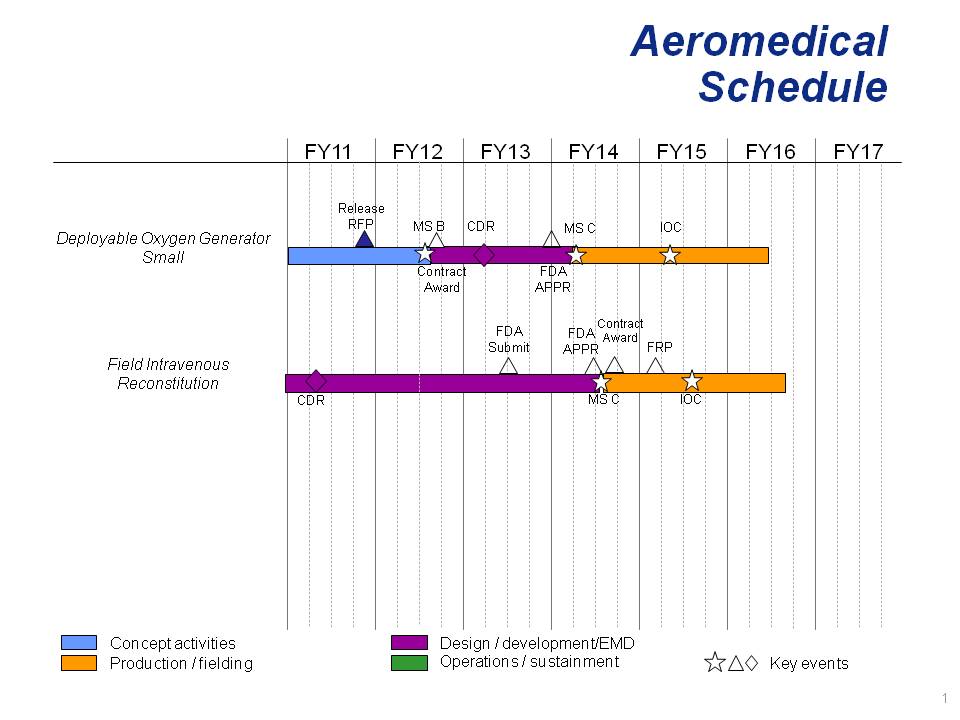 Aeromedical
Schedule
FY11 FY12 FY13 FY14 FY15 FY16 FY17
Release
RFP
MS B
CDR
MS C
IOC
Deployable Oxygen Generator
Small
Contract
Award
FDA
APPR
FDA
Submit
FDA
APPR
Contract
Award
FRP
Field Intravenous
Reconstitution
CDR
MS C
IOC
Concept activities
Production / fielding
Design / development/EMD
Operations / sustainment
Key events
1